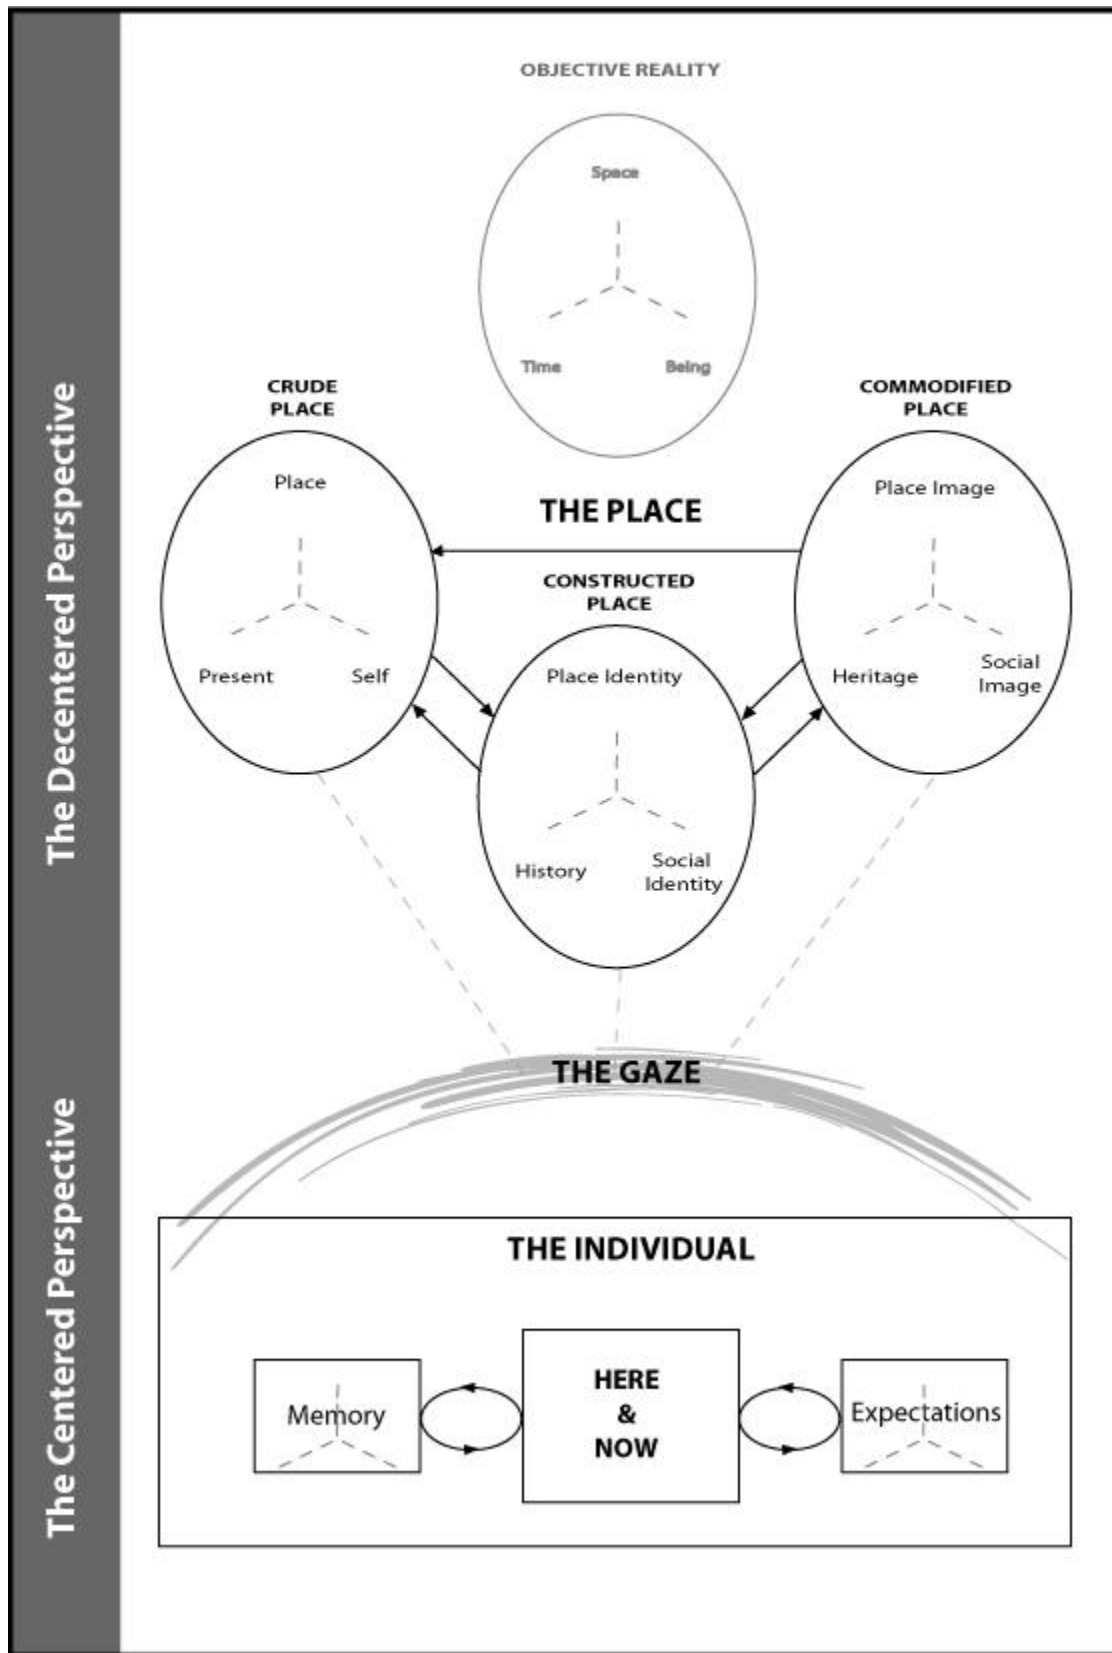 The Decentered Perspective
OBJECTIVE REALITY
Space
Time
Being
CRUDE
PLACE
Place
Present
Self
COMMODIFIED
PLACE
Place Image
Heritage
Social
Image
THE PLACE
CONSTRUCTED
PLACE
Place Identity
History
Social
Identity
The Centered Perspective
THE GAZE
THE INDIVIDUAL
Memory
HERE
&
NOW
Expectations